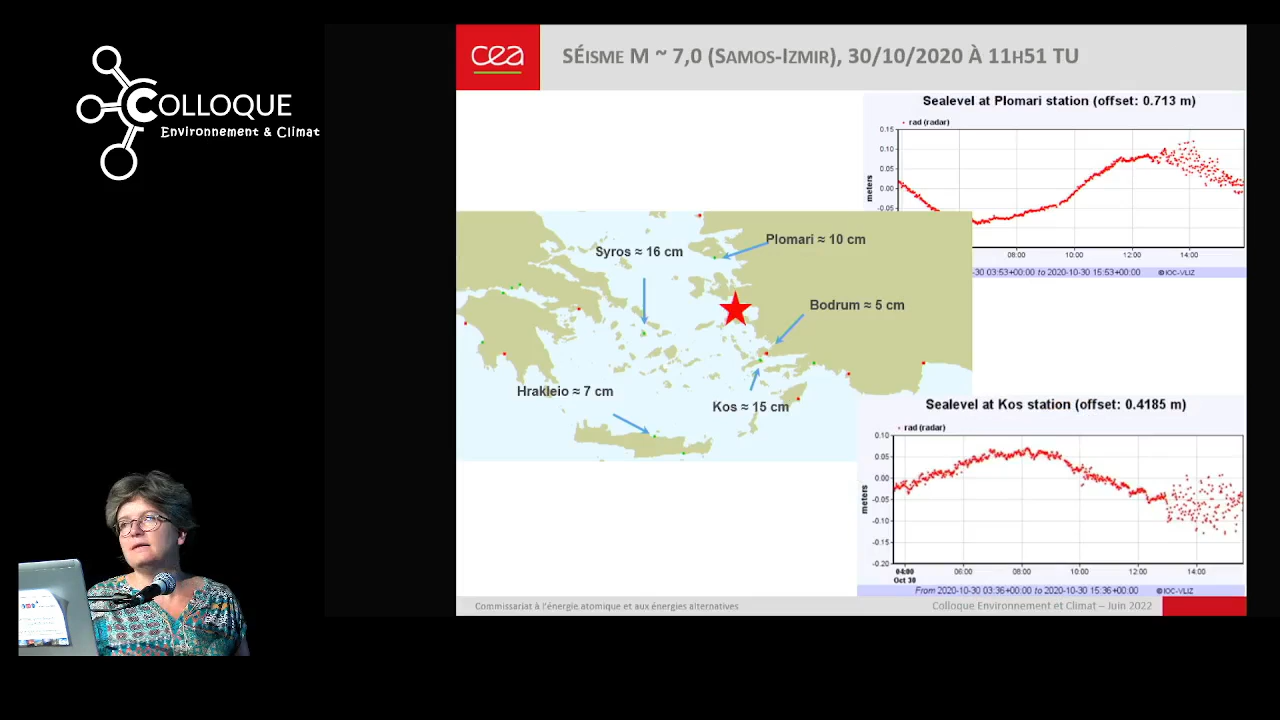 COLLOQUE
Environnement & Climat
cea
SÉISME M ~ 7,0 (SAMOS-IZMIR), 30/10/2020 À 11H51 TU
Sealevel at Plomari station (offset: 0.713 m)
rad (radar)
0.15
0.10
0.05
0.00
-0.05
meters
08:00
10:00
12:00
14:00
-30 03:53+00:00 to 2020-10-30 15:53+00:00
©IOC-VLIZ
Syros ≈ 16 cm
Plomari ≈ 10 cm
Bodrum ≈ 5 cm
Hrakleio ≈ 7 cm
Kos ≈ 15 cm
Sealevel at Kos station (offset: 0.4185 m)
rad (radar)
0.10
0.05
0.00
-0.05
-0.10
-0.15
-0.20
meters
04:00
Oct 30
06:00
08:00
10:00
12:00
14:00
From 2020-10-30 03:36+00:00 to 2020-10-30 15:36+00:00
©IOC-VLIZ
Commissariat à l'énergie atomique et aux énergies alternatives
Colloque Environnement et Climat – Juin 2022